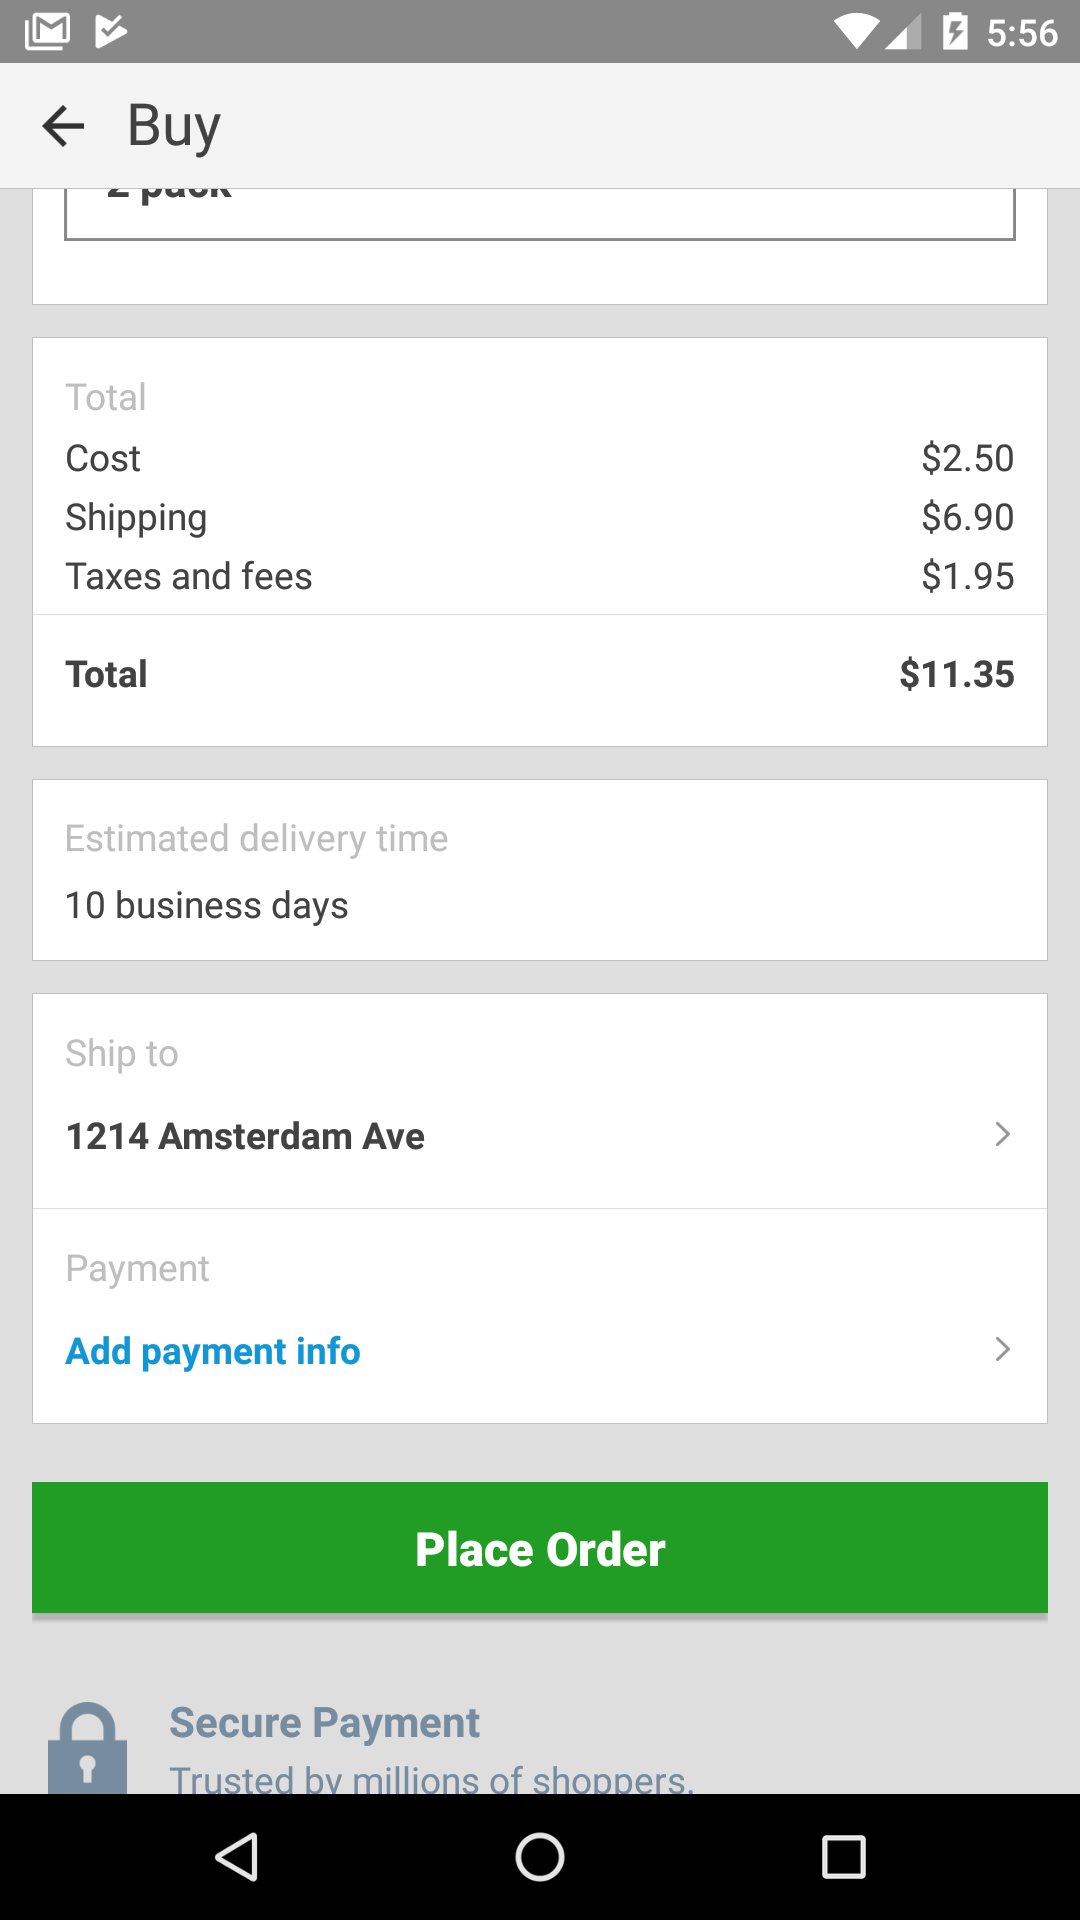 5:56
Buy
2 pack
Total
Cost $2.50
Shipping $6.90
Taxes and fees $1.95
Total $11.35
Estimated delivery time
10 business days
Ship to
1214 Amsterdam Ave
Payment
Add payment info
Place Order
Secure Payment
Trusted by millions of shoppers.